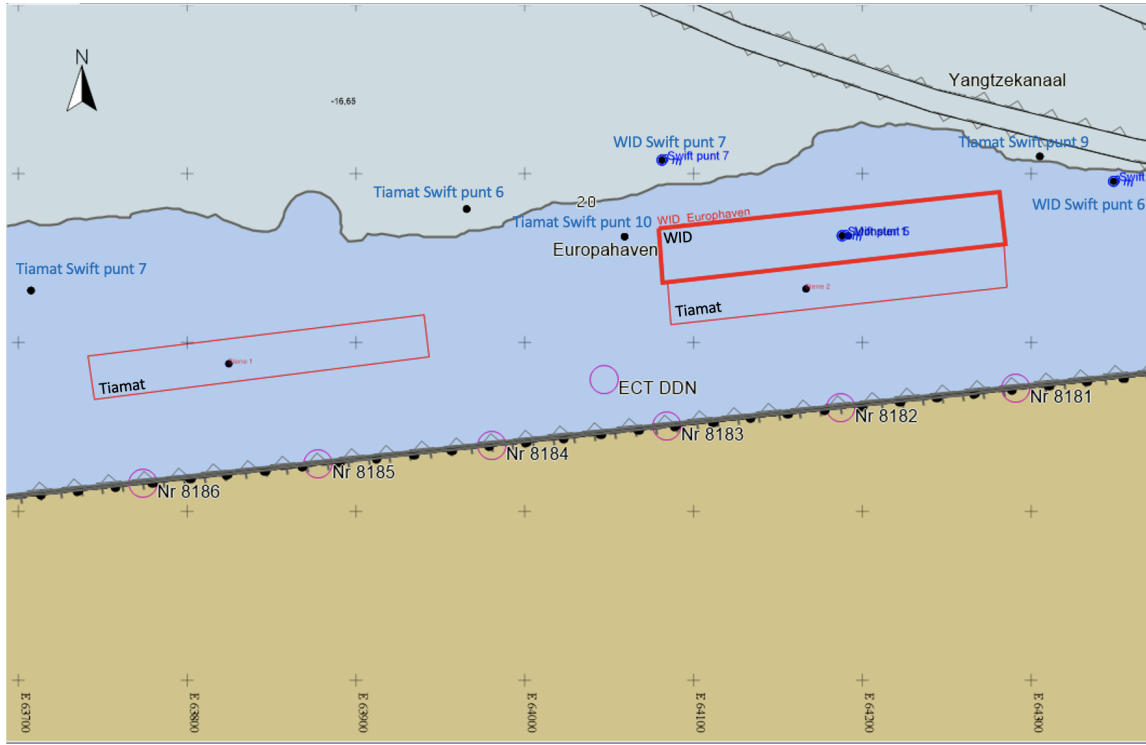 N
-16,65
Yangtzekanaal
WID Swift punt 7
Swift punt 7
Tiamat Swift punt 9
Swift
WID Swift punt 6
Tiamat Swift punt 6
20
Tiamat Swift punt 10
WID_Europhaven
WID
Europahaven
Tiamat Swift punt 7
Tiamat
Tiamat
ECT DDN
Nr 8181
Nr 8182
Nr 8183
Nr 8184
Nr 8185
Nr 8186
E 63700
E 63800
E 63900
E 64000
E 64100
E 64200
E 64300